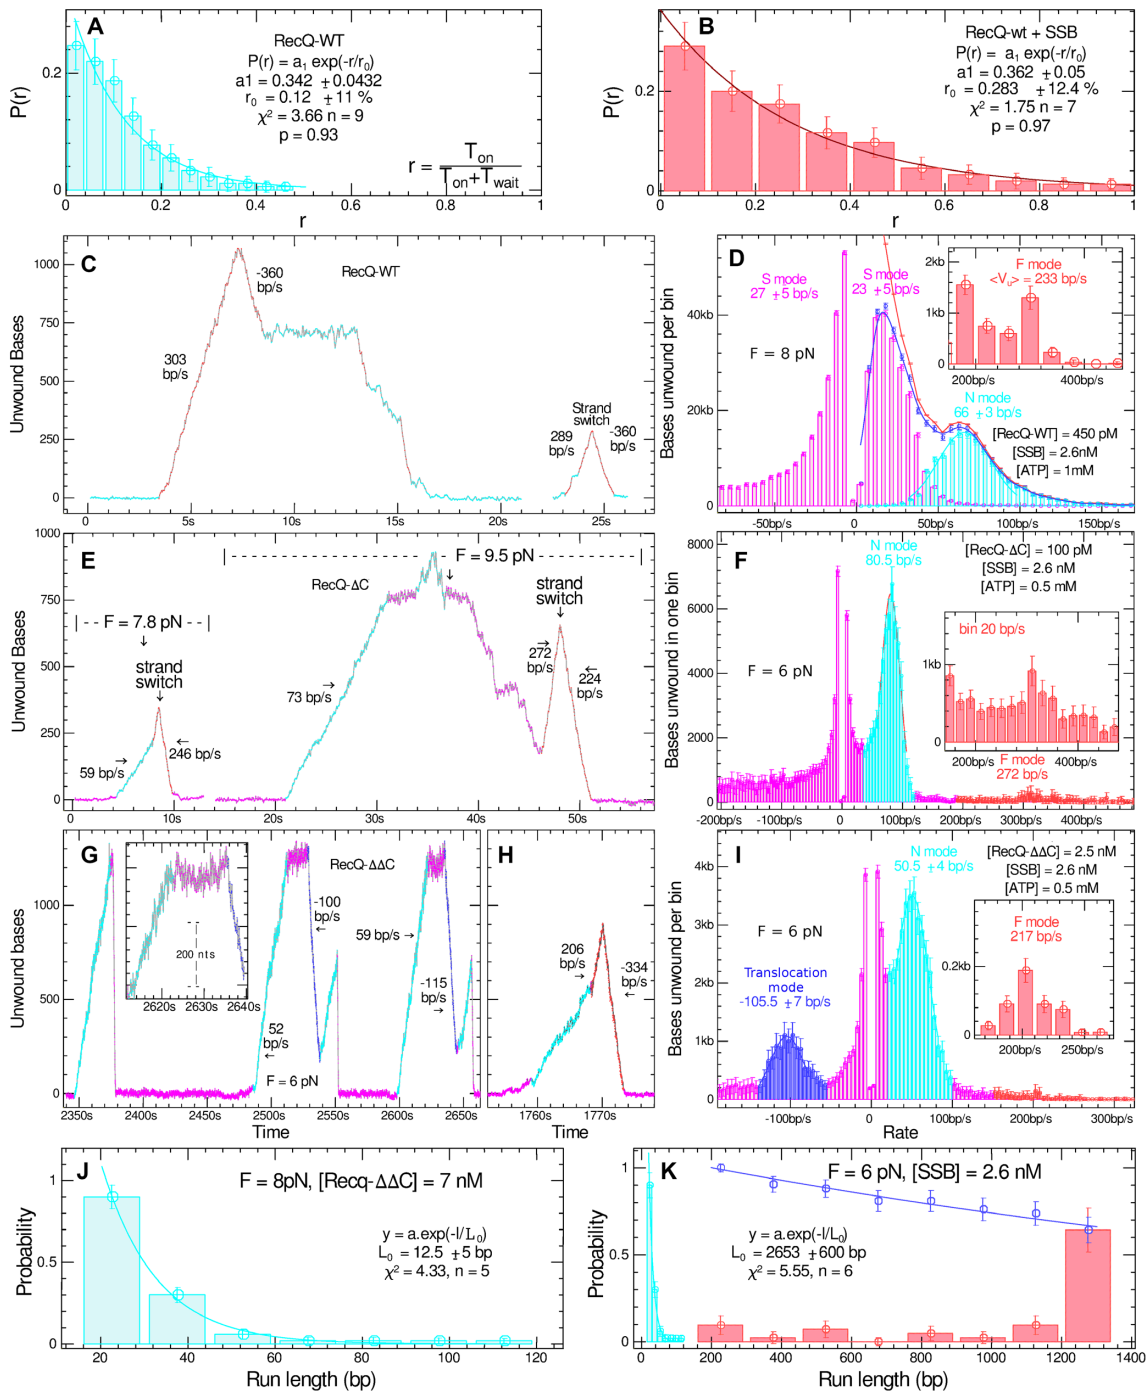 A
RecQ-WT
P(r) = a1 exp(-r/r0)
a1 = 0.342 ±0.0432
r0 = 0.12 ±11 %
χ² = 3.66 n = 9
p = 0.93
r = Ton / Ton+Twait
P(r)
0.2
0
0 0.2 0.4 0.6 0.8 1
r
B
RecQ-wt + SSB
P(r) = a1 exp(-r/r0)
a1 = 0.362 ±0.05
r0 = 0.283 ±12.4 %
χ² = 1.75 n = 7
p = 0.97
P(r)
0.2
0
0 0.2 0.4 0.6 0.8 1
r
C
RecQ-WT
-360
bp/s
303
bp/s
Strand
switch
289
bp/s
-360
bp/s
Unwound Bases
1000
750
500
250
0
0 5s 10s 15s 20s 25s
D
S mode
27 ±5 bp/s
S mode
23 ±5 bp/s
F = 8 pN
F mode
<Vu> = 233 bp/s
2kb
1kb
0
200bp/s 400bp/s
N mode
66 ±3 bp/s
[RecQ-WT] = 450 pM
[SSB] = 2.6nM
[ATP] = 1mM
Bases unwound per bin
40kb
20kb
0
-50bp/s 0 50bp/s 100bp/s 150bp/s
E
F = 9.5 pN
RecQ-ΔC
F = 7.8 pN
strand
switch
strand
switch
272
bp/s
224
bp/s
73 bp/s
246 bp/s
59 bp/s
Unwound Bases
1000
750
500
250
0
0 10s 20s 30s 40s 50s
F
N mode
80.5 bp/s
[RecQ-ΔC] = 100 pM
[SSB] = 2.6 nM
[ATP] = 0.5 mM
F = 6 pN
bin 20 bp/s
1kb
0
200bp/s 400bp/s
F mode
272 bp/s
Bases unwound in one bin
8000
6000
4000
2000
0
-200bp/s -100bp/s 0 100bp/s 200bp/s 300bp/s 400bp/s
G
RecQ-ΔΔC
200 nts
2620s 2630s 2640s
-100
bp/s
59 bp/s
-115
bp/s
52
bp/s
F = 6 pN
Unwound bases
1000
500
0
2350s 2400s 2450s 2500s 2550s 2600s 2650s
Time
H
206
bp/s
-334
bp/s
1760s 1770s
Time
I
N mode
50.5 ±4 bp/s
[RecQ-ΔΔC] = 2.5 nM
[SSB] = 2.6 nM
[ATP] = 0.5 mM
F = 6 pN
Translocation
mode
-105.5 ±7 bp/s
F mode
217 bp/s
0.2kb
0
200bp/s 250bp/s
Bases unwound per bin
4kb
3kb
2kb
1kb
0
-100bp/s 0 100bp/s 200bp/s 300bp/s
Rate
J
F = 8pN, [Recq-ΔΔC] = 7 nM
y = a.exp(-l/L0)
L0 = 12.5 ±5 bp
χ² = 4.33, n = 5
Probability
1
0.5
0
20 40 60 80 100 120
Run length (bp)
K
F = 6 pN, [SSB] = 2.6 nM
y = a.exp(-l/L0)
L0 = 2653 ±600 bp
χ² = 5.55, n = 6
Probability
1
0.5
0
0 200 400 600 800 1000 1200 1400
Run length (bp)